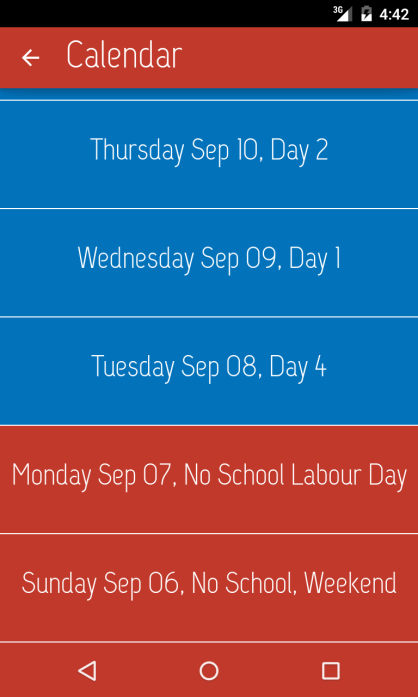 3G 4:42
Calendar
Thursday Sep 10, Day 2
Wednesday Sep 09, Day 1
Tuesday Sep 08, Day 4
Monday Sep 07, No School Labour Day
Sunday Sep 06, No School, Weekend